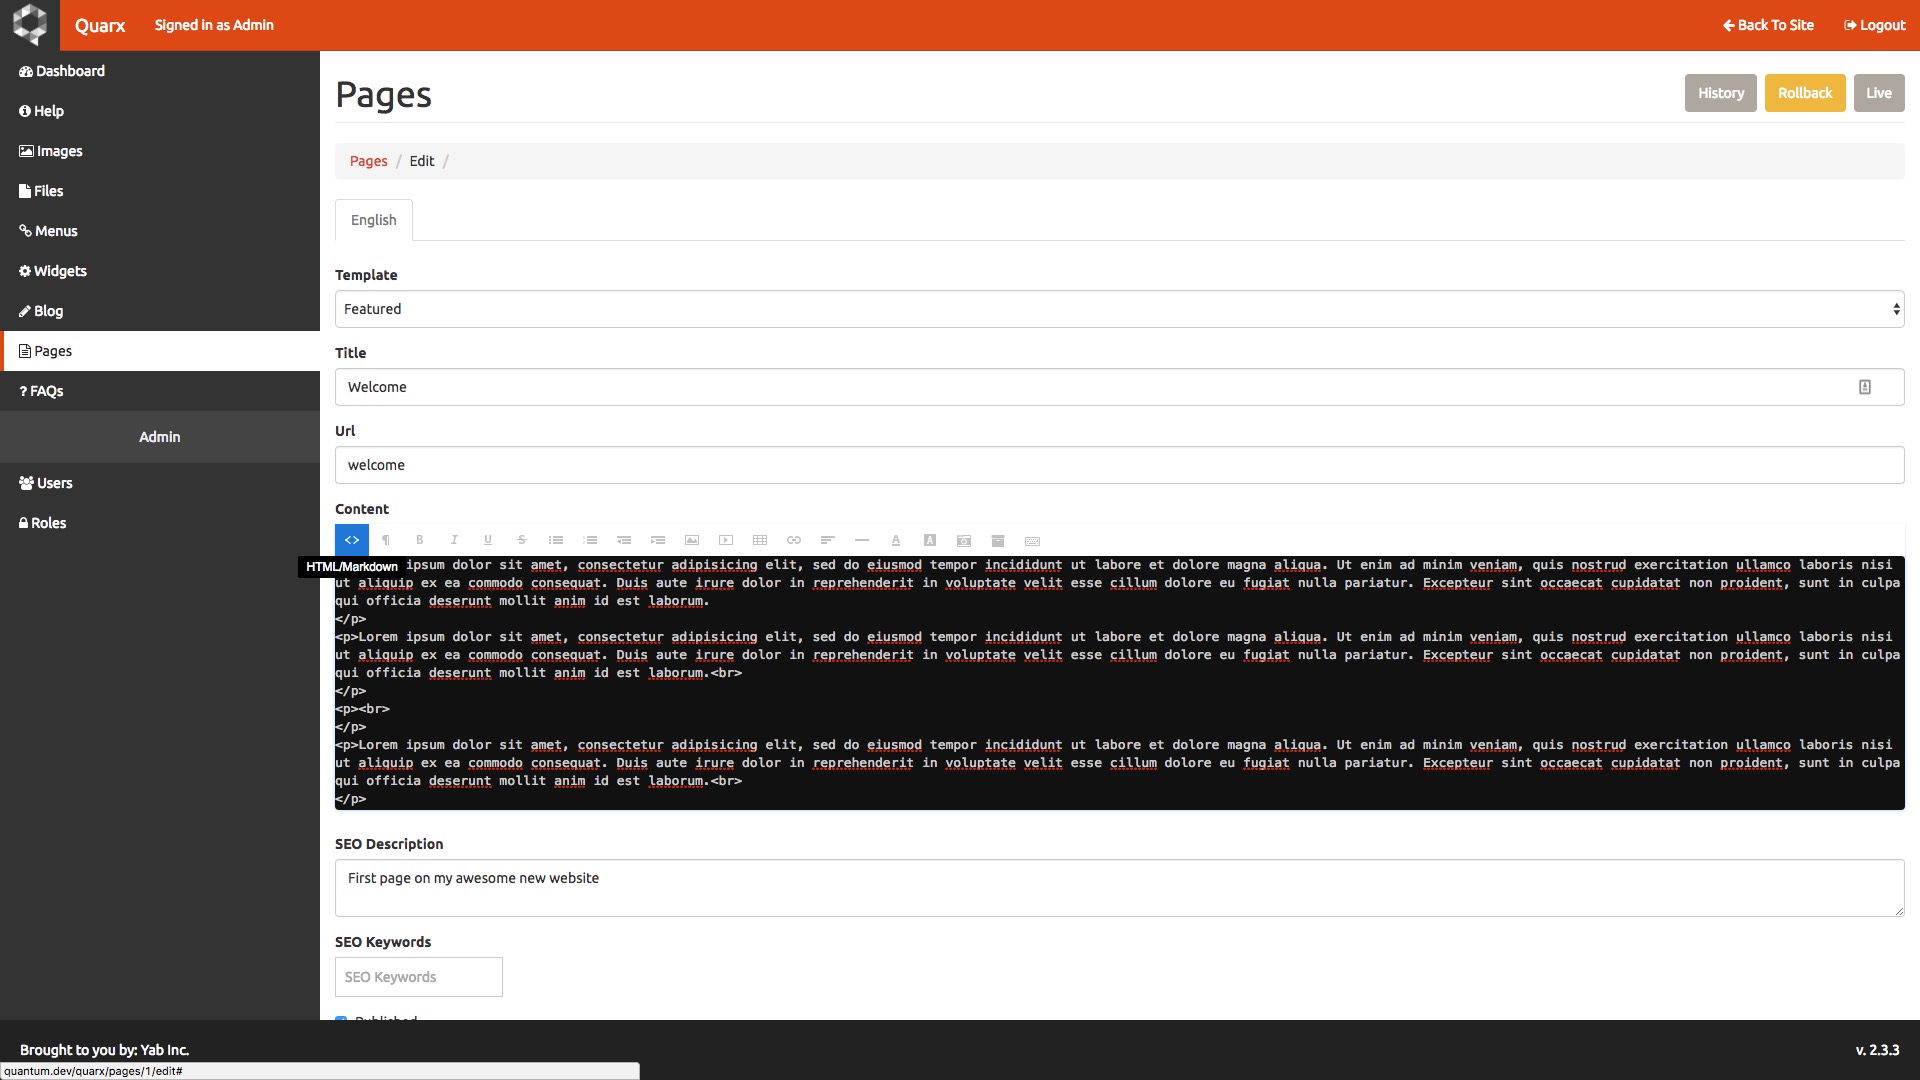 Quarx Signed in as Admin Back To Site Logout
Dashboard
Help
Images
Files
Menus
Widgets
Blog
Pages
? FAQs
Admin
Users
Roles
Pages
History Rollback Live
Pages / Edit /
English
Template
Featured
Title
Welcome
Url
welcome
Content
<> ¶ B I U S A A
HTML/Markdown
ipsum dolor sit amet, consectetur adipisicing elit, sed do eiusmod tempor incididunt ut labore et dolore magna aliqua. Ut enim ad minim veniam, quis nostrud exercitation ullamco laboris nisi
ut aliquip ex ea commodo consequat. Duis aute irure dolor in reprehenderit in voluptate velit esse cillum dolore eu fugiat nulla pariatur. Excepteur sint occaecat cupidatat non proident, sunt in culpa
qui officia deserunt mollit anim id est laborum.
</p>
<p>Lorem ipsum dolor sit amet, consectetur adipisicing elit, sed do eiusmod tempor incididunt ut labore et dolore magna aliqua. Ut enim ad minim veniam, quis nostrud exercitation ullamco laboris nisi
ut aliquip ex ea commodo consequat. Duis aute irure dolor in reprehenderit in voluptate velit esse cillum dolore eu fugiat nulla pariatur. Excepteur sint occaecat cupidatat non proident, sunt in culpa
qui officia deserunt mollit anim id est laborum.<br>
</p>
<p><br>
</p>
<p>Lorem ipsum dolor sit amet, consectetur adipisicing elit, sed do eiusmod tempor incididunt ut labore et dolore magna aliqua. Ut enim ad minim veniam, quis nostrud exercitation ullamco laboris nisi
ut aliquip ex ea commodo consequat. Duis aute irure dolor in reprehenderit in voluptate velit esse cillum dolore eu fugiat nulla pariatur. Excepteur sint occaecat cupidatat non proident, sunt in culpa
qui officia deserunt mollit anim id est laborum.<br>
</p>
SEO Description
First page on my awesome new website
SEO Keywords
SEO Keywords
Published
Brought to you by: Yab Inc. v. 2.3.3
quantum.dev/quarx/pages/1/edit#